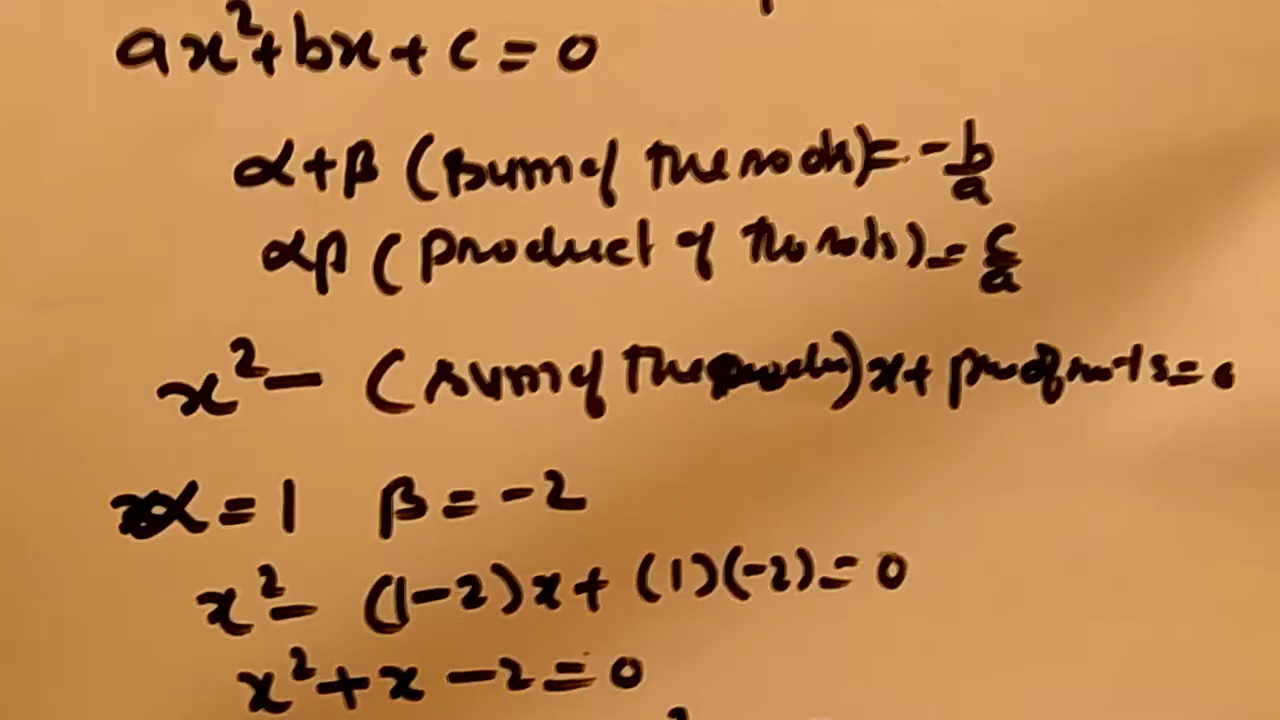 ax²+bx+c=0
α+β (sum of the roots)=-b/a
αβ (product of the roots)=c/a
x²- (sum of the roots)x+ prod of roots=0
α=1 β=-2
x²- (1-2)x+(1)(-2)=0
x²+x-2=0